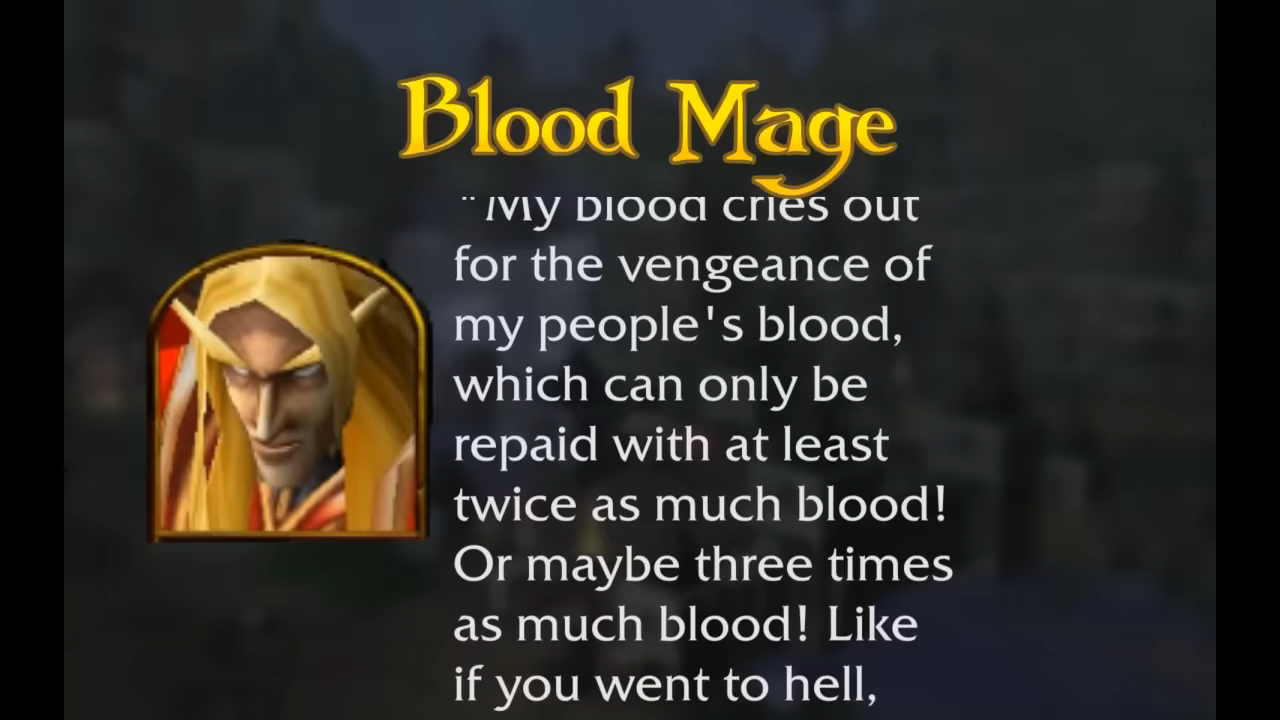 Blood Mage
"My blood cries out
for the vengeance of
my people's blood,
which can only be
repaid with at least
twice as much blood!
Or maybe three times
as much blood! Like
if you went to hell,